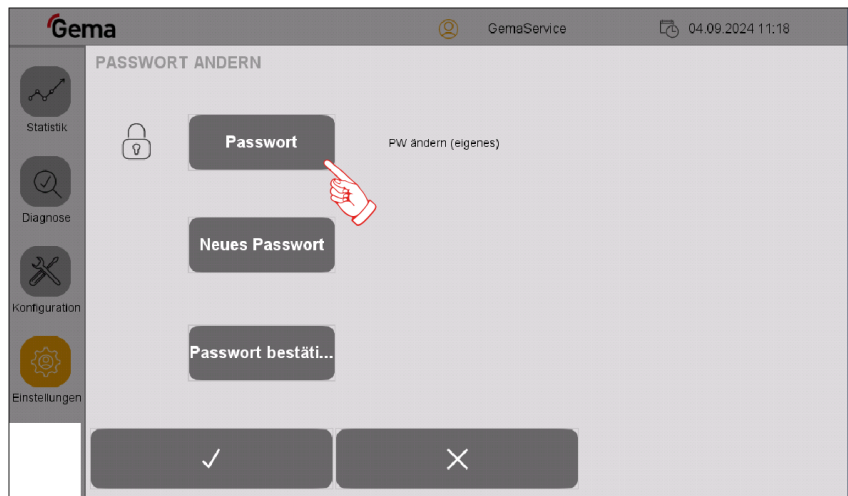 Gema
GemaService
04.09.2024 11:18
PASSWORT ANDERN
Statistik
Passwort
PW ändern (eigenes)
Diagnose
Neues Passwort
Konfiguration
Passwort bestäti...
Einstellungen